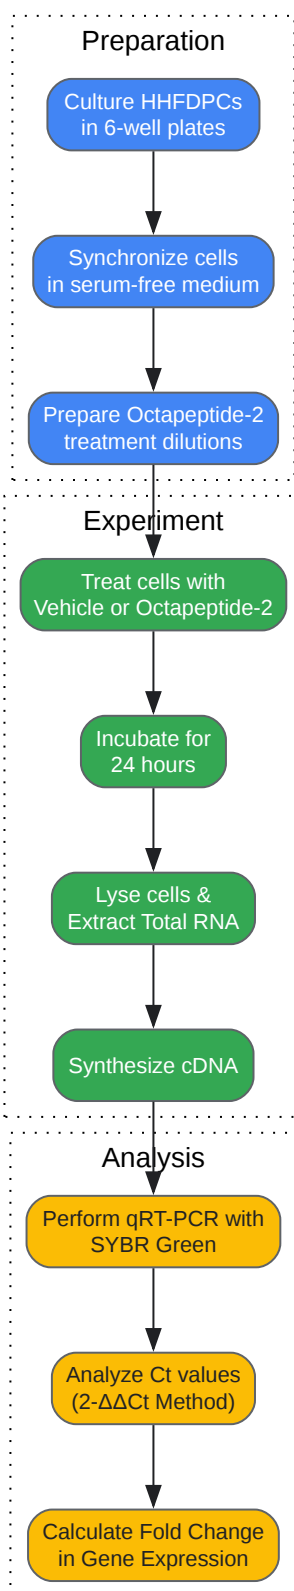 Preparation
Culture HHFDPCs
in 6-well plates
Synchronize cells
in serum-free medium
Prepare Octapeptide-2
treatment dilutions
Experiment
Treat cells with
Vehicle or Octapeptide-2
Incubate for
24 hours
Lyse cells &
Extract Total RNA
Synthesize cDNA
Analysis
Perform qRT-PCR with
SYBR Green
Analyze Ct values
(2-ΔΔCt Method)
Calculate Fold Change
in Gene Expression